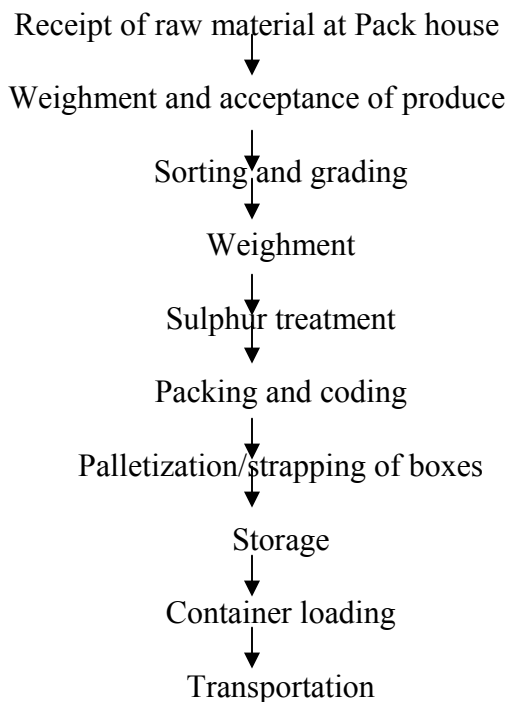 Receipt of raw material at Pack house
Weighment and acceptance of produce
Sorting and grading
Weighment
Sulphur treatment
Packing and coding
Palletization/strapping of boxes
Storage
Container loading
Transportation